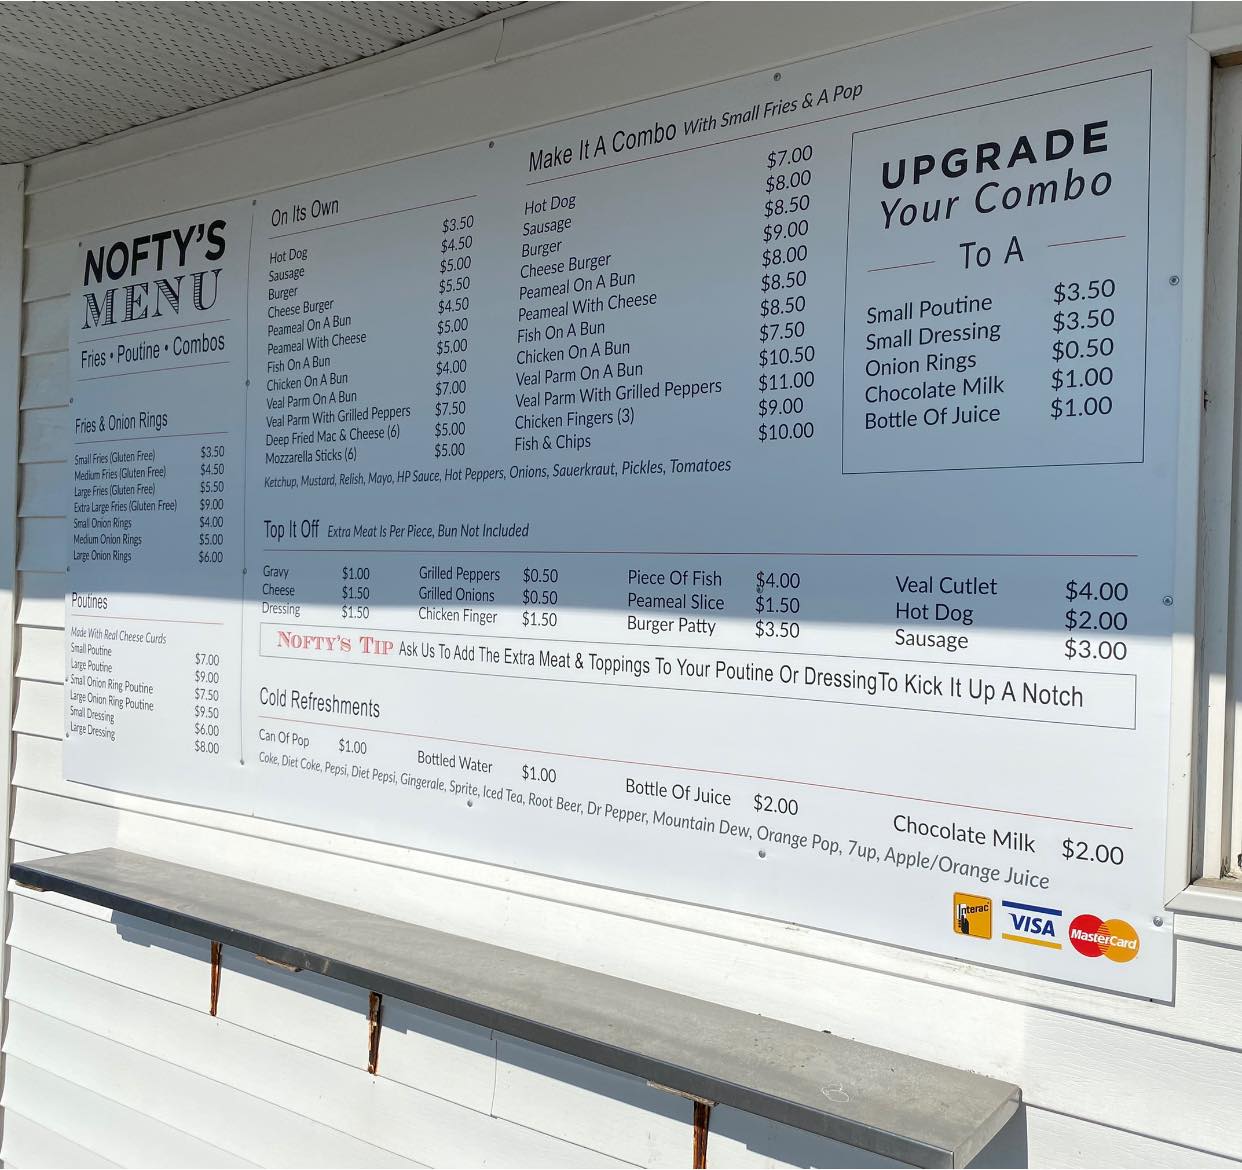 NOFTY'S
MENU
Fries • Poutine • Combos
Fries & Onion Rings
Small Fries (Gluten Free) $3.50
Medium Fries (Gluten Free) $4.50
Large Fries (Gluten Free) $5.50
Extra Large Fries (Gluten Free) $9.00
Small Onion Rings $4.00
Medium Onion Rings $5.00
Large Onion Rings $6.00
Poutines
Made With Real Cheese Curds
Small Poutine $7.00
Large Poutine $9.00
Small Onion Ring Poutine $7.50
Large Onion Ring Poutine $9.50
Small Dressing $6.00
Large Dressing $8.00
On Its Own
Hot Dog $3.50
Sausage $4.50
Burger $5.00
Cheese Burger $5.50
Peameal On A Bun $4.50
Peameal With Cheese $5.00
Fish On A Bun $5.00
Chicken On A Bun $4.00
Veal Parm On A Bun $7.00
Veal Parm With Grilled Peppers $7.50
Deep Fried Mac & Cheese (6) $5.00
Mozzarella Sticks (6) $5.00
Make It A Combo With Small Fries & A Pop
Hot Dog $7.00
Sausage $8.00
Burger $8.50
Cheese Burger $9.00
Peameal On A Bun $8.00
Peameal With Cheese $8.50
Fish On A Bun $8.50
Chicken On A Bun $7.50
Veal Parm On A Bun $10.50
Veal Parm With Grilled Peppers $11.00
Chicken Fingers (3) $9.00
Fish & Chips $10.00
Ketchup, Mustard, Relish, Mayo, HP Sauce, Hot Peppers, Onions, Sauerkraut, Pickles, Tomatoes
UPGRADE
Your Combo
To A
Small Poutine $3.50
Small Dressing $3.50
Onion Rings $0.50
Chocolate Milk $1.00
Bottle Of Juice $1.00
Top It Off Extra Meat Is Per Piece, Bun Not Included
Gravy $1.00 Grilled Peppers $0.50 Piece Of Fish $4.00 Veal Cutlet $4.00
Cheese $1.50 Grilled Onions $0.50 Peameal Slice $1.50 Hot Dog $2.00
Dressing $1.50 Chicken Finger $1.50 Burger Patty $3.50 Sausage $3.00
NOFTY'S TIP Ask Us To Add The Extra Meat & Toppings To Your Poutine Or DressingTo Kick It Up A Notch
Cold Refreshments
Can Of Pop $1.00 Bottled Water $1.00 Bottle Of Juice $2.00 Chocolate Milk $2.00
Coke, Diet Coke, Pepsi, Diet Pepsi, Gingerale, Sprite, Iced Tea, Root Beer, Dr Pepper, Mountain Dew, Orange Pop, 7up, Apple/Orange Juice
Interac VISA MasterCard